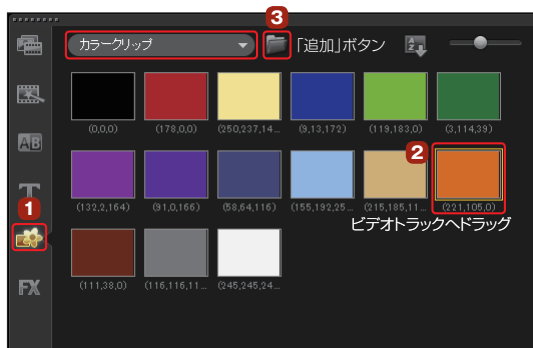 3
カラークリップ
「追加」ボタン
A
Z
AB
(0,0,0) (178,0,0) (250,237,14... (9,13,172) (119,183,0) (3,114,39)
T
2
1
(132,2,164) (91,0,166) (58,64,116) (155,192,25... (215,185,11... (221,105,0)
ビデオトラックへドラッグ
FX
(111,38,0) (116,116,11... (245,245,24...